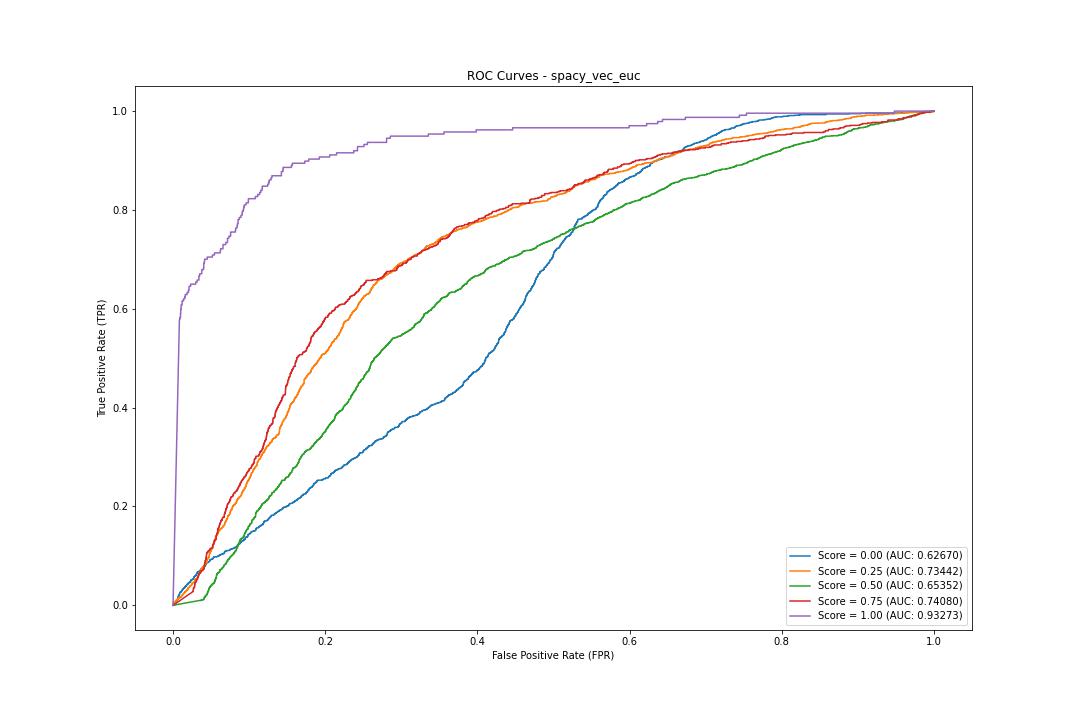 ROC Curves - spacy_vec_euc
1.0
0.8
0.6
0.4
0.2
0.0
True Positive Rate (TPR)
Score = 0.00 (AUC: 0.62670)
Score = 0.25 (AUC: 0.73442)
Score = 0.50 (AUC: 0.65352)
Score = 0.75 (AUC: 0.74080)
Score = 1.00 (AUC: 0.93273)
0.0 0.2 0.4 0.6 0.8 1.0
False Positive Rate (FPR)